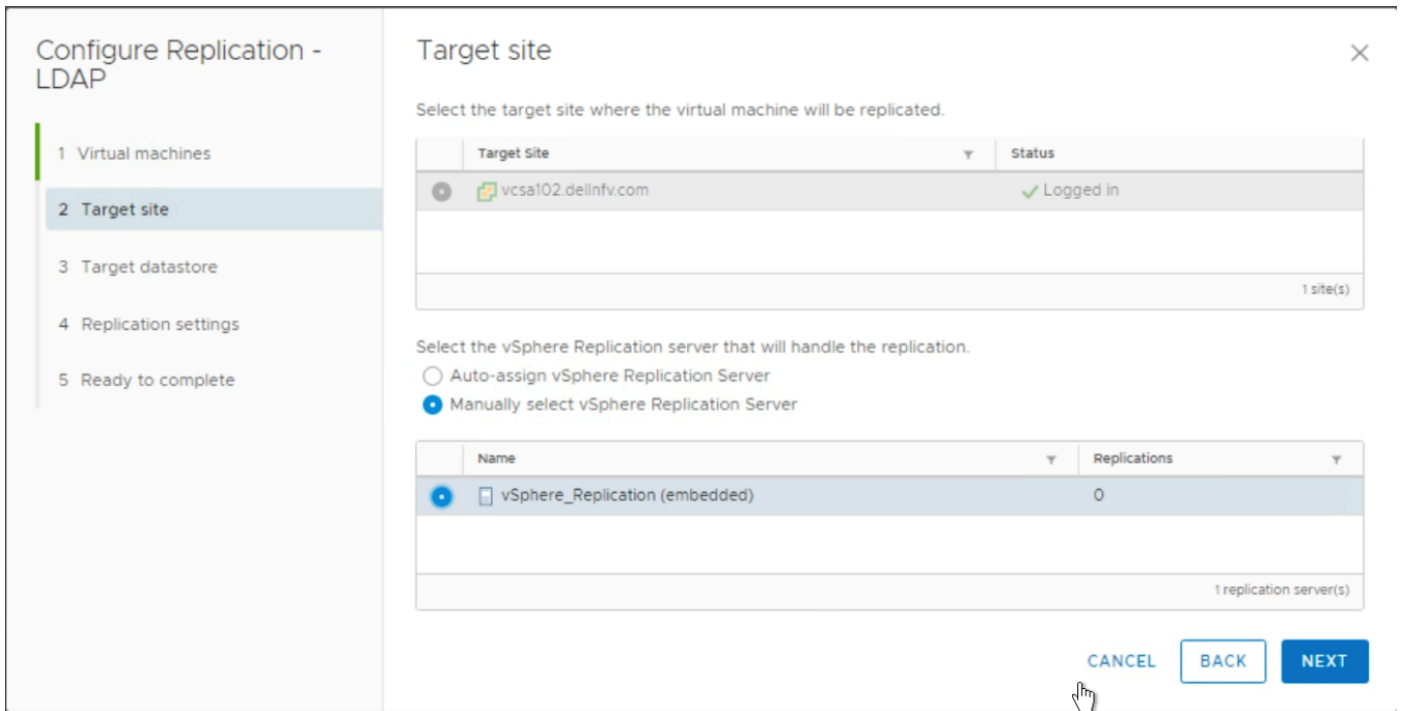 Configure Replication -
LDAP
1 Virtual machines
2 Target site
3 Target datastore
4 Replication settings
5 Ready to complete
Target site
Select the target site where the virtual machine will be replicated.
Target Site Status
vcsa102.dellnfv.com Logged in
1 site(s)
Select the vSphere Replication server that will handle the replication.
Auto-assign vSphere Replication Server
Manually select vSphere Replication Server
Name Replications
vSphere_Replication (embedded) 0
1 replication server(s)
CANCEL BACK NEXT